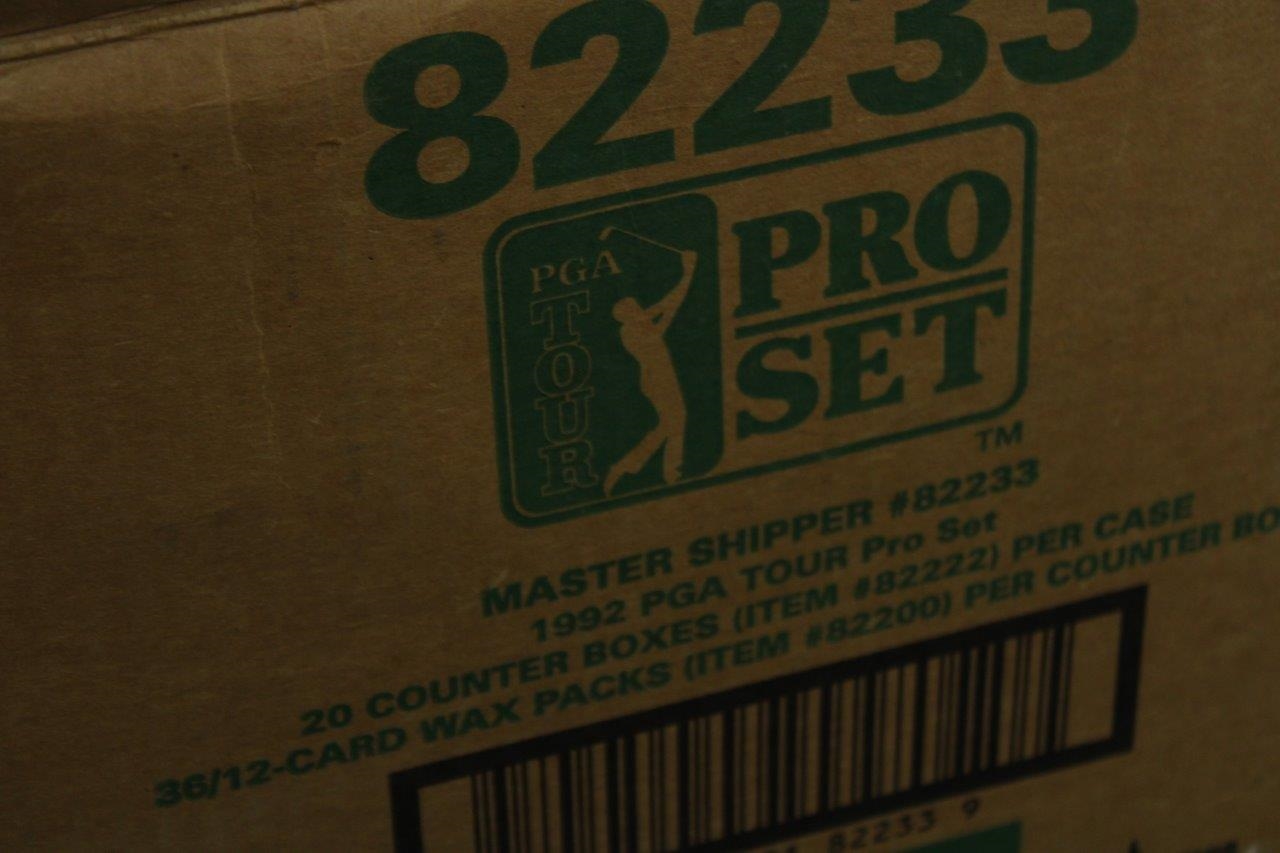 82233
PGA
TOUR
PRO
SET
TM
MASTER SHIPPER #82233
1992 PGA TOUR Pro Set
20 COUNTER BOXES (ITEM #82222) PER CASE
36/12-CARD WAX PACKS (ITEM #82200) PER COUNTER
82233 9